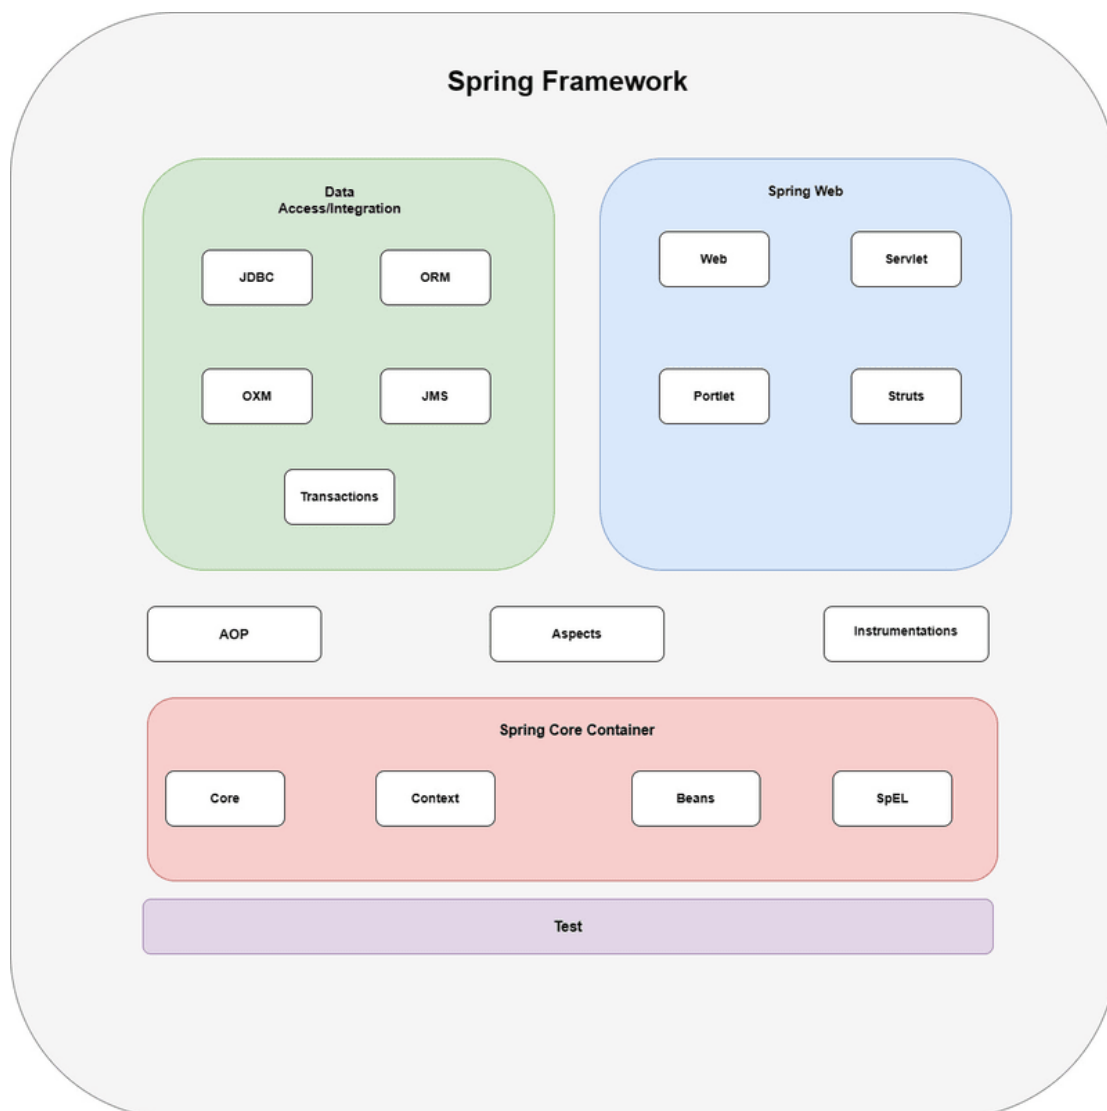 Spring Framework
Data
Access/Integration
JDBC
ORM
OXM
JMS
Transactions
Spring Web
Web
Servlet
Portlet
Struts
AOP
Aspects
Instrumentations
Spring Core Container
Core
Context
Beans
SpEL
Test